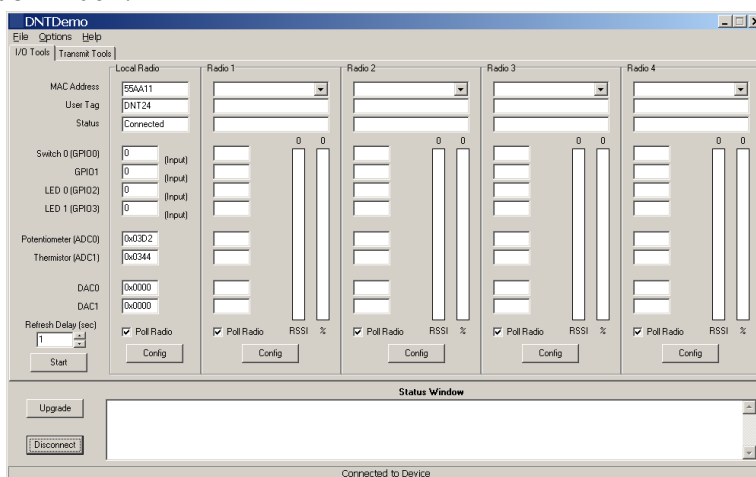 DNTDemo
File Options Help
I/O Tools Transmit Tools
Local Radio Radio 1 Radio 2 Radio 3 Radio 4
MAC Address 55AA11
User Tag DNT24
Status Connected
0 0 0 0 0 0 0 0
Switch 0 (GPIO0) 0 (Input)
GPIO1 0 (Input)
LED 0 (GPIO2) 0 (Input)
LED 1 (GPIO3) 0 (Input)
Potentiometer (ADC0) 0x03D2
Thermistor (ADC1) 0x0344
DAC0 0x0000
DAC1 0x0000
Refresh Delay (sec)
1 Poll Radio Poll Radio RSSI % Poll Radio RSSI % Poll Radio RSSI % Poll Radio RSSI %
Start Config Config Config Config Config
Status Window
Upgrade
Disconnect
Connected to Device